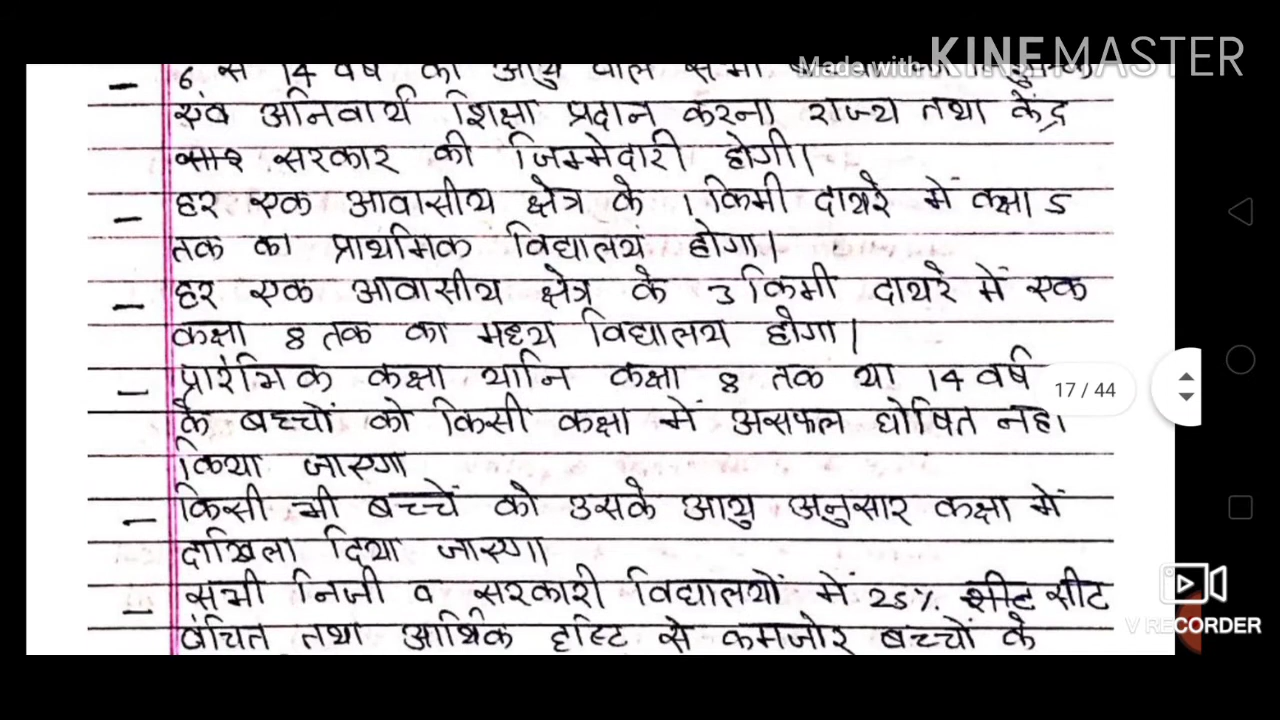 Made with KINEMASTER
- 6 से 14 वर्ष की आयु वाले सभी
एंव अनिवार्य शिक्षा प्रदान करना राज्य तथा केंद्र
सरकार की जिम्मेदारी होगी।
- हर एक आवासीय क्षेत्र के 1 किमी दायरे में कक्षा 5
तक का प्राथमिक विद्यालय होगा।
- हर एक आवासीय क्षेत्र के 3 किमी दायरे में एक
कक्षा 8 तक का मध्य विद्यालय होगा।
- प्रारंभिक कक्षा यानि कक्षा 8 तक या 14 वर्ष
17 / 44
के बच्चों को किसी कक्षा में असफल घोषित नही
किया जाएगा
- किसी भी बच्चें को उसके आयु अनुसार कक्षा में
दाखिला दिया जाएगा
- सभी निजी व सरकारी विद्यालयों में 25% सीट
वंचित तथा आर्थिक दृष्टि से कमजोर बच्चों के
V RECORDER